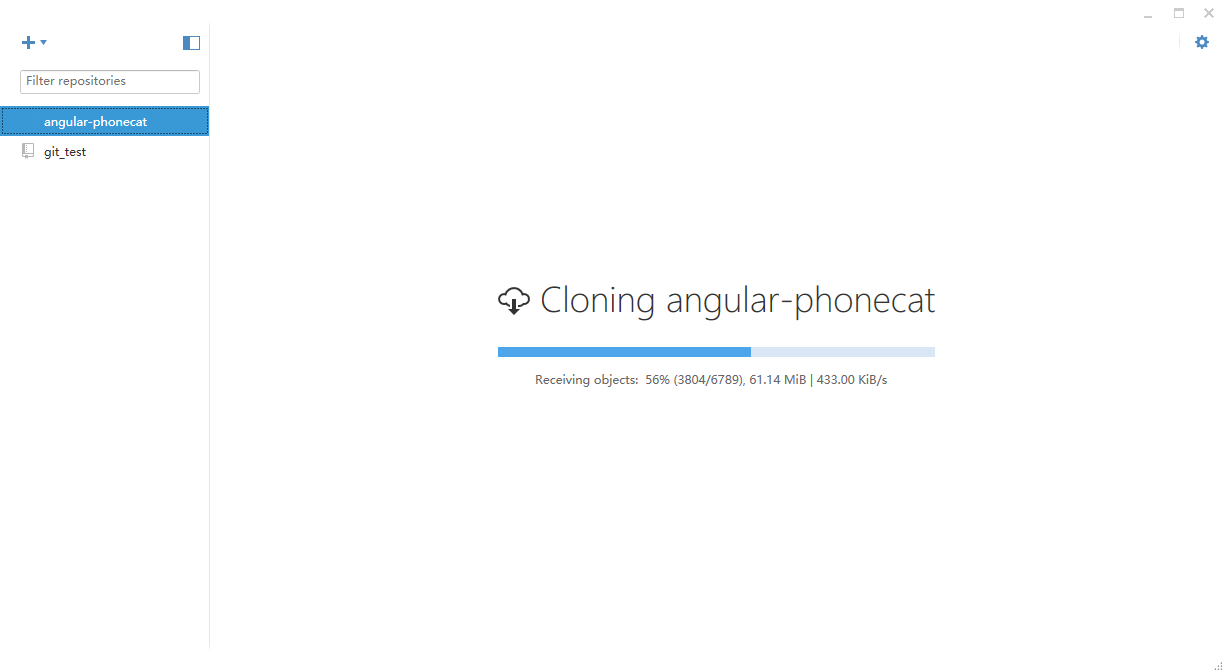 Filter repositories
angular-phonecat
git_test
Cloning angular-phonecat
Receiving objects: 56% (3804/6789), 61.14 MiB | 433.00 KiB/s